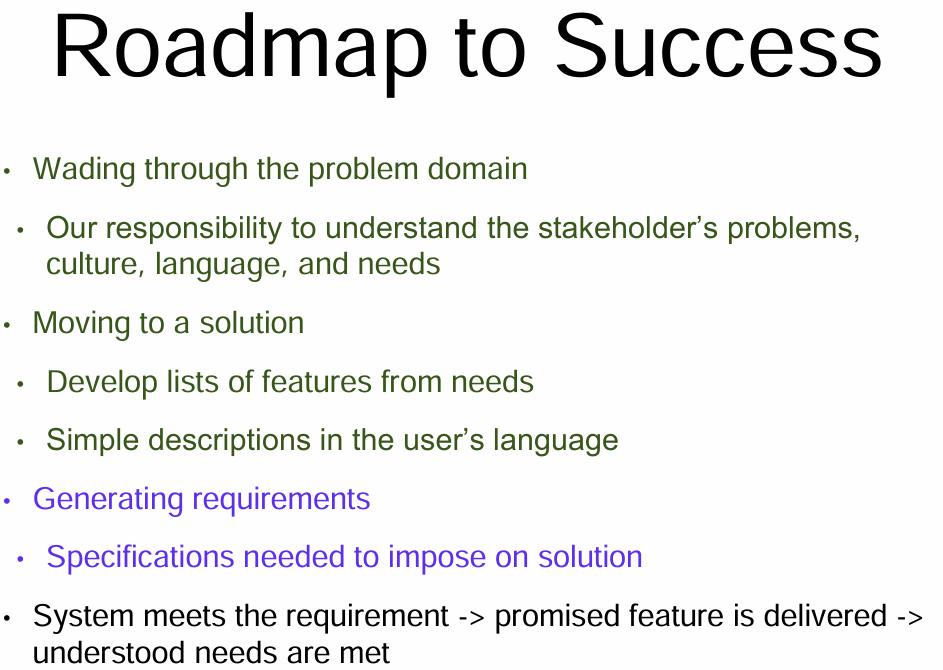 Roadmap to Success
• Wading through the problem domain
• Our responsibility to understand the stakeholder’s problems,
culture, language, and needs
• Moving to a solution
• Develop lists of features from needs
• Simple descriptions in the user’s language
• Generating requirements
• Specifications needed to impose on solution
• System meets the requirement -> promised feature is delivered ->
understood needs are met